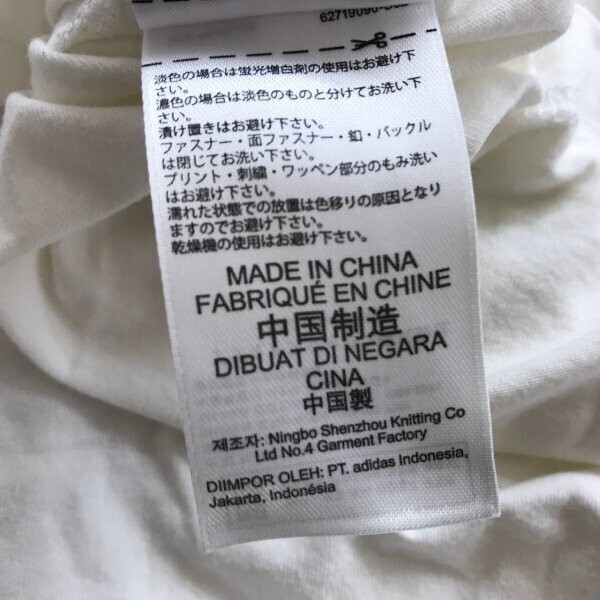 淡色の場合は蛍光増白剤の使用はお避け下
さい。
濃色の場合は淡色のものと分けてお洗い下
さい。
漬け置きはお避け下さい。
ファスナー・面ファスナー・釦・バックル
は閉じてお洗い下さい。
プリント・刺繍・ワッペン部分のもみ洗い
はお避け下さい。
濡れた状態での放置は色移りの原因となり
ますのでお避け下さい。
乾燥機の使用はお避け下さい。
MADE IN CHINA
FABRIQUÉ EN CHINE
中国制造
DIBUAT DI NEGARA
CINA
中国製
제조자: Ningbo Shenzhou Knitting Co
Ltd No.4 Garment Factory
DIIMPOR OLEH: PT. adidas Indonesia,
Jakarta, Indonésia